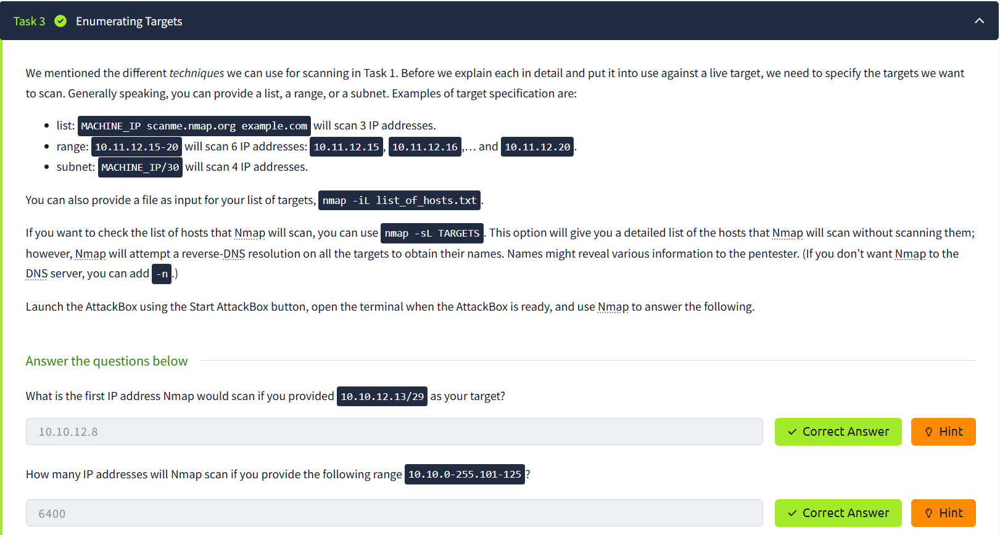 Task 3 Enumerating Targets
We mentioned the different techniques we can use for scanning in Task 1. Before we explain each in detail and put it into use against a live target, we need to specify the targets we want
to scan. Generally speaking, you can provide a list, a range, or a subnet. Examples of target specification are:
• list: MACHINE_IP scanme.nmap.org example.com will scan 3 IP addresses.
• range: 10.11.12.15-20 will scan 6 IP addresses: 10.11.12.15, 10.11.12.16,… and 10.11.12.20.
• subnet: MACHINE_IP/30 will scan 4 IP addresses.
You can also provide a file as input for your list of targets, nmap -iL list_of_hosts.txt.
If you want to check the list of hosts that Nmap will scan, you can use nmap -sL TARGETS. This option will give you a detailed list of the hosts that Nmap will scan without scanning them;
however, Nmap will attempt a reverse-DNS resolution on all the targets to obtain their names. Names might reveal various information to the pentester. (If you don’t want Nmap to the
DNS server, you can add -n.)
Launch the AttackBox using the Start AttackBox button, open the terminal when the AttackBox is ready, and use Nmap to answer the following.
Answer the questions below
What is the first IP address Nmap would scan if you provided 10.10.12.13/29 as your target?
10.10.12.8 Correct Answer Hint
How many IP addresses will Nmap scan if you provide the following range 10.10.0-255.101-125?
6400 Correct Answer Hint